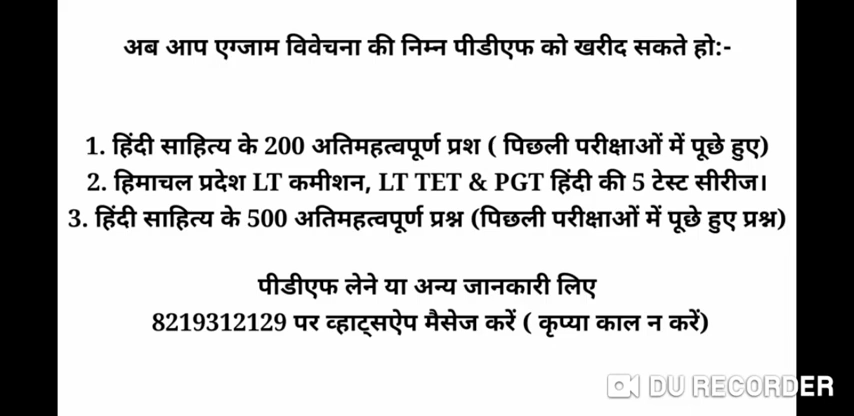 अब आप एग्जाम विवेचना की निम्न पीडीएफ को खरीद सकते हो:-
1. हिंदी साहित्य के 200 अतिमहत्वपूर्ण प्रश ( पिछली परीक्षाओं में पूछे हुए)
2. हिमाचल प्रदेश LT कमीशन, LT TET & PGT हिंदी की 5 टेस्ट सीरीज।
3. हिंदी साहित्य के 500 अतिमहत्वपूर्ण प्रश्न (पिछली परीक्षाओं में पूछे हुए प्रश्न)
पीडीएफ लेने या अन्य जानकारी लिए
8219312129 पर व्हाट्सऐप मैसेज करें ( कृप्या काल न करें)
DU RECORDER